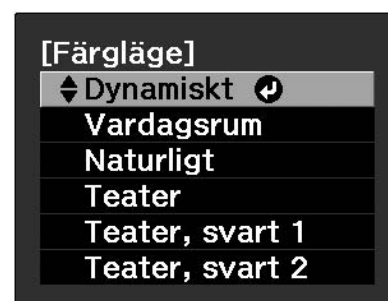 [Färgläge]
Dynamiskt
Vardagsrum
Naturligt
Teater
Teater, svart 1
Teater, svart 2